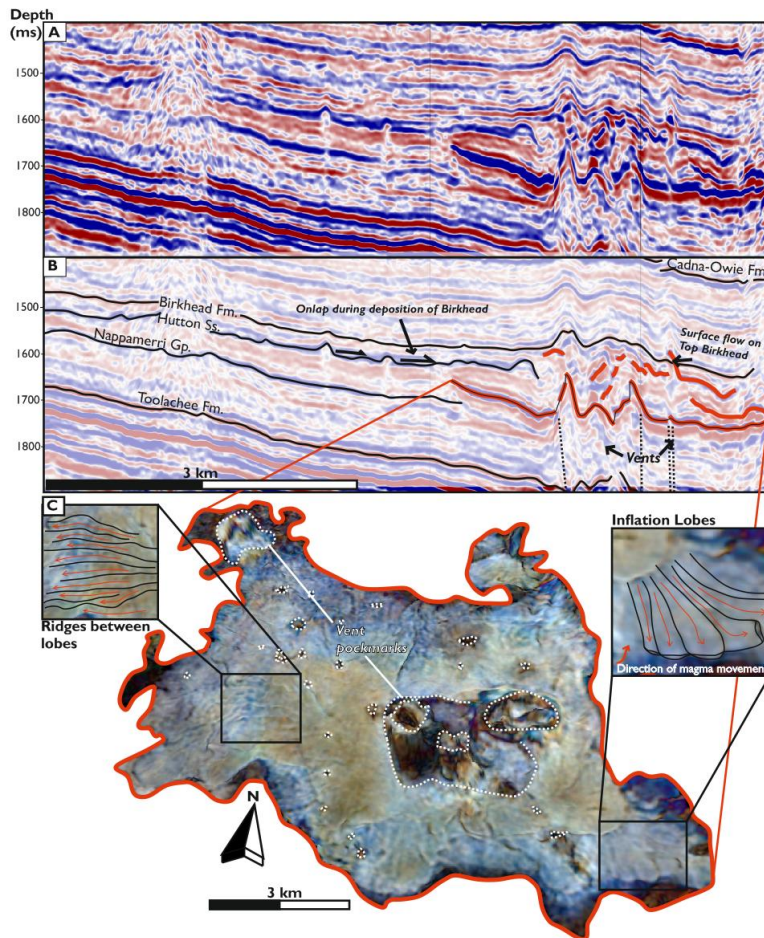 Depth
(ms)
A
1500
1600
1700
1800
B
Cadna-Owie Fm.
1500
Birkhead Fm.
Onlap during deposition of Birkhead
Hutton Ss.
Surface flow on
Top Birkhead
1600
Nappamerri Gp.
1700
Toolachee Fm.
1800
Vents
3 km
C
Inflation Lobes
Ridges between
lobes
Vent
pockmarks
Direction of magma movement
N
3 km